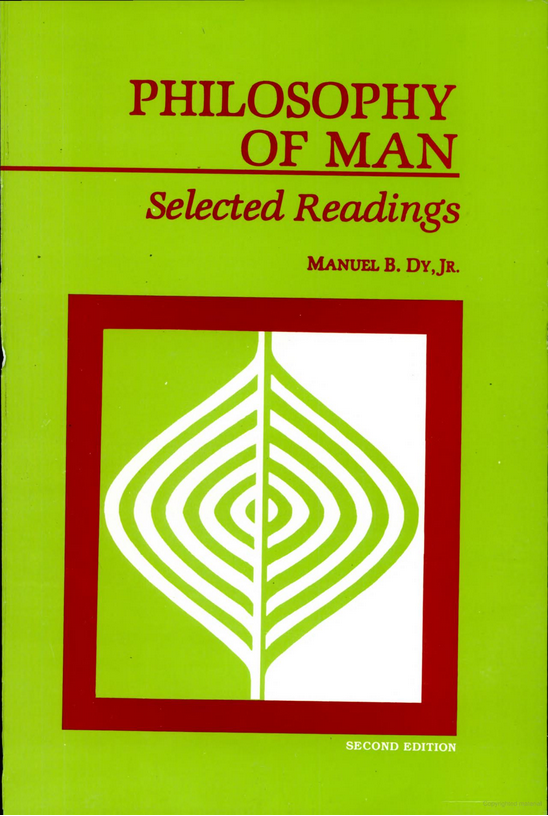 PHILOSOPHY
OF MAN
Selected Readings
MANUEL B. DY, JR.
SECOND EDITION